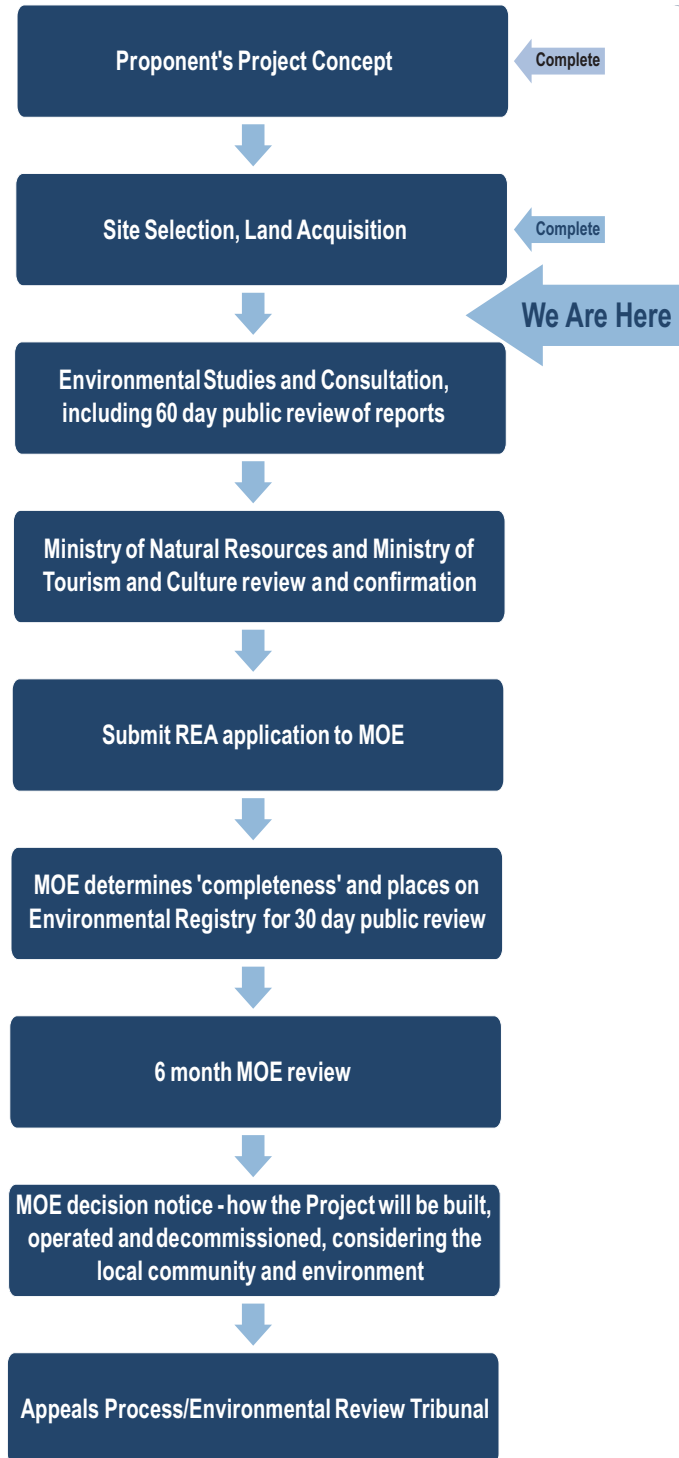 Proponent's Project Concept
Complete
Site Selection, Land Acquisition
Complete
We Are Here
Environmental Studies and Consultation,
including 60 day public review of reports
Ministry of Natural Resources and Ministry of
Tourism and Culture review and confirmation
Submit REA application to MOE
MOE determines 'completeness' and places on
Environmental Registry for 30 day public review
6 month MOE review
MOE decision notice - how the Project will be built,
operated and decommissioned, considering the
local community and environment
Appeals Process/Environmental Review Tribunal